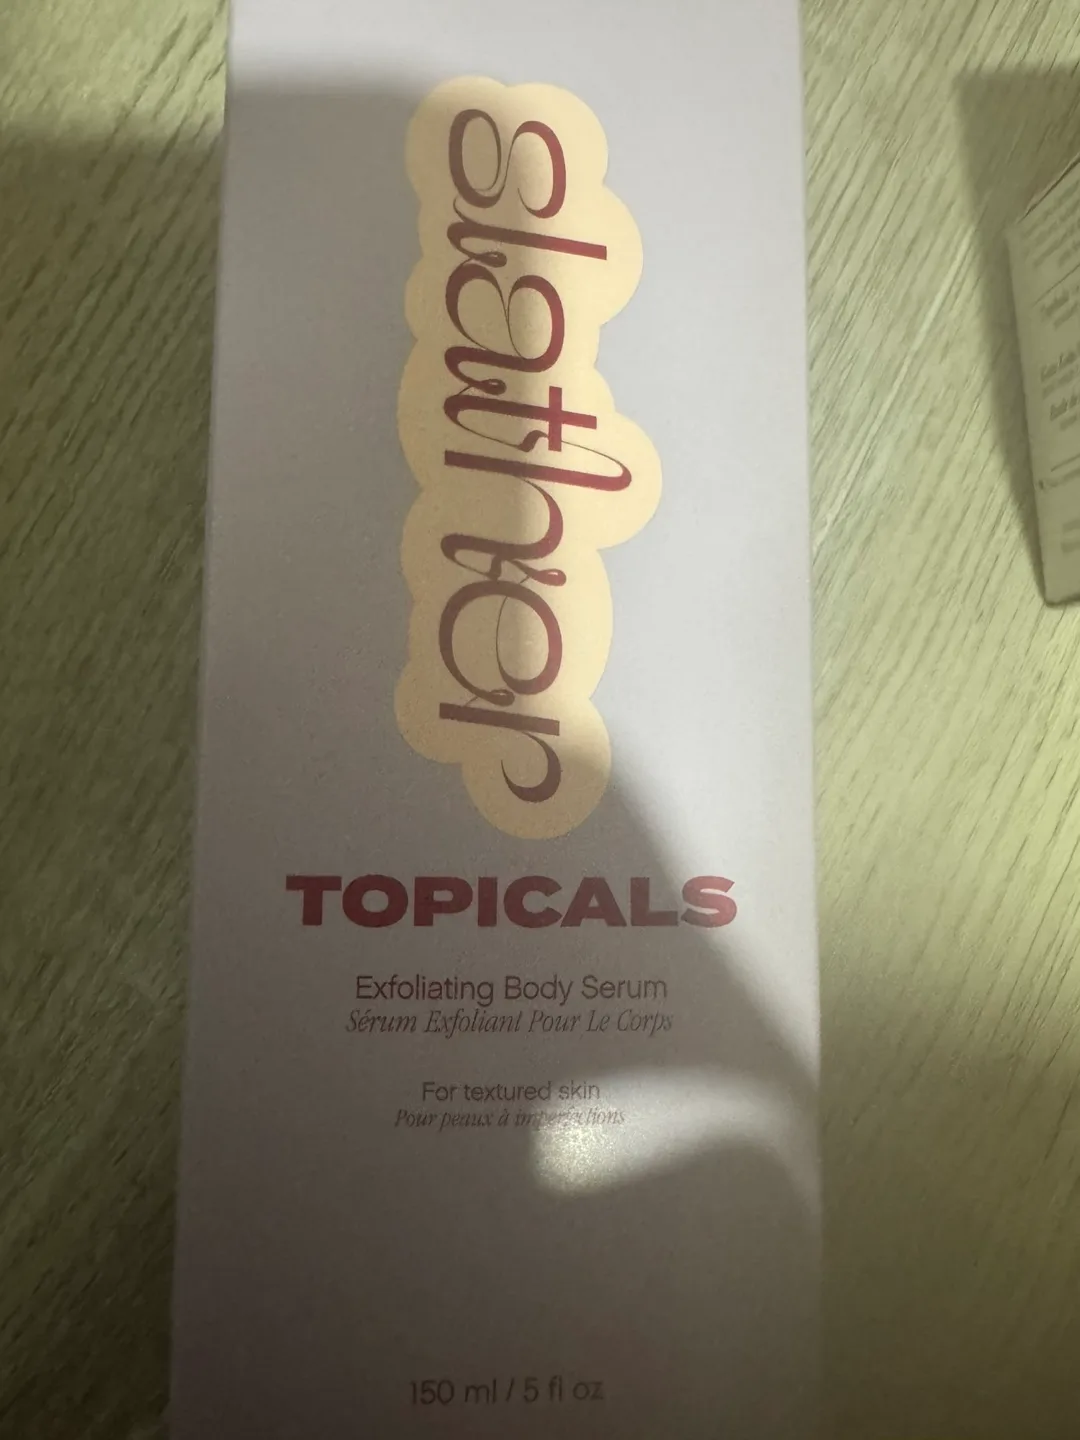 slather
TOPICALS
Exfoliating Body Serum
Sérum Exfoliant Pour Le Corps
For textured skin
Pour peaux à imperfections
150 ml / 5 fl oz